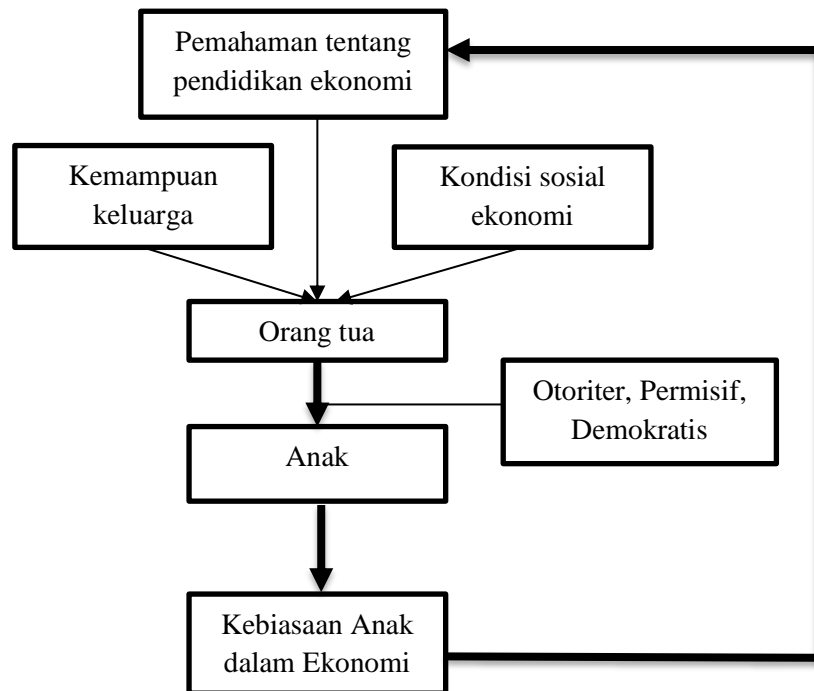 Pemahaman tentang
pendidikan ekonomi
Kemampuan
keluarga
Kondisi sosial
ekonomi
Orang tua
Otoriter, Permisif,
Demokratis
Anak
Kebiasaan Anak
dalam Ekonomi